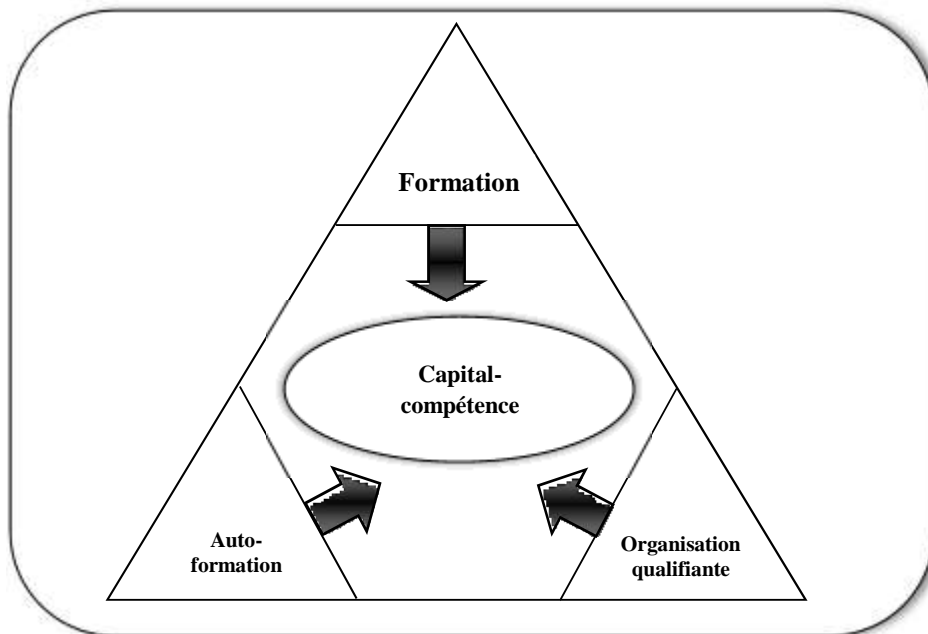 Formation
Capital-
compétence
Auto-
formation
Organisation
qualifiante